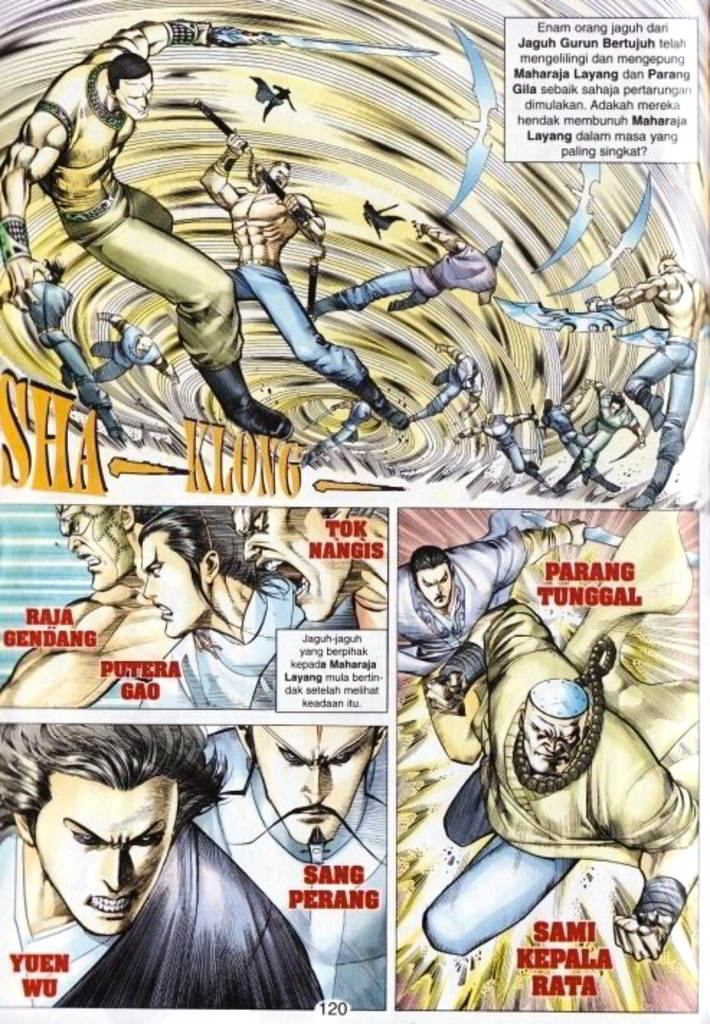 Enam orang jaguh dari
Jaguh Gurun Bertujuh telah
mengelilingi dan mengepung
Maharaja Layang dan Parang
Gila sebaik sahaja pertarungan
dimulakan. Adakah mereka
hendak membunuh Maharaja
Layang dalam masa yang
paling singkat?
SHA — KLONG —
TOK
NANGIS
RAJA
GENDANG
PUTERA
GAO
Jaguh-jaguh
yang berpihak
kepada Maharaja
Layang mula bertin-
dak setelah melihat
keadaan itu.
PARANG
TUNGGAL
SANG
PERANG
YUEN
WU
SAMI
KEPALA
RATA
120